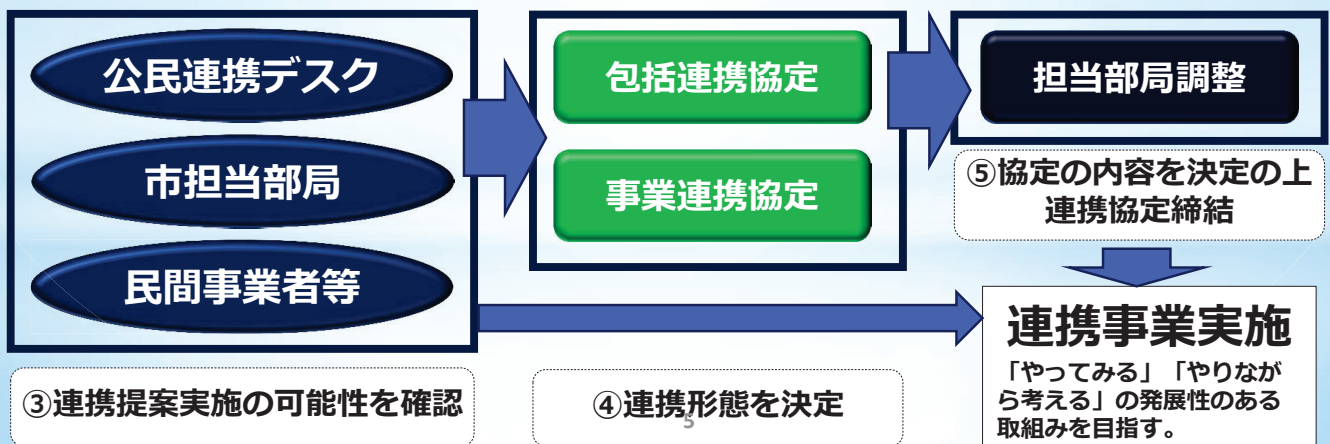 公民連携デスク
市担当部局
民間事業者等
③連携提案実施の可能性を確認
包括連携協定
事業連携協定
④連携形態を決定
5
担当部局調整
⑤協定の内容を決定の上
連携協定締結
連携事業実施
「やってみる」「やりなが
ら考える」の発展性のある
取組みを目指す。